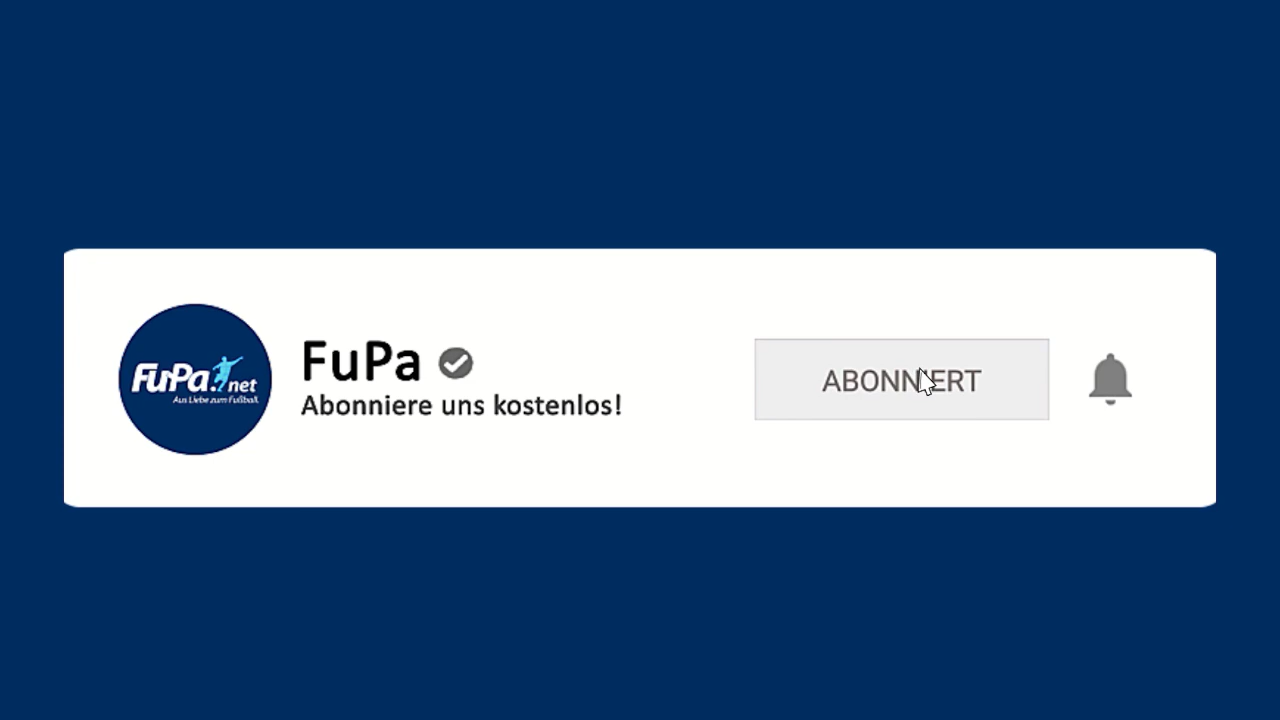 FuPa.net
Aus Liebe zum Fußball.
FuPa
Abonniere uns kostenlos!
ABONNIERT